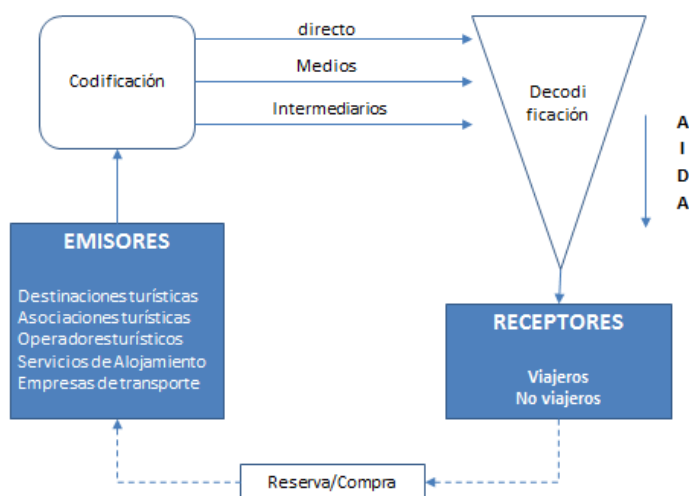 directo
Codificación
Medios
Intermediarios
Decodi
ficación
A
I
D
A
EMISORES
Destinaciones turísticas
Asociaciones turísticas
Operadores turísticos
Servicios de Alojamiento
Empresas de transporte
RECEPTORES
Viajeros
No viajeros
Reserva/Compra